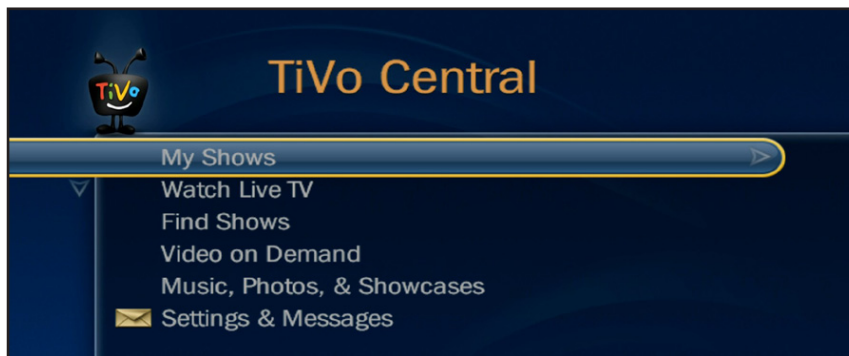 TiVo
TiVo Central
My Shows
Watch Live TV
Find Shows
Video on Demand
Music, Photos, & Showcases
Settings & Messages